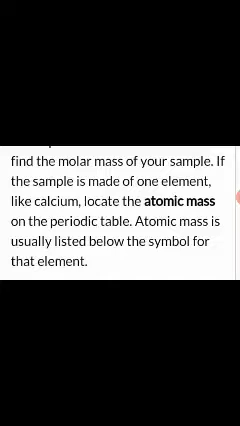 find the molar mass of your sample. If
the sample is made of one element,
like calcium, locate the atomic mass
on the periodic table. Atomic mass is
usually listed below the symbol for
that element.